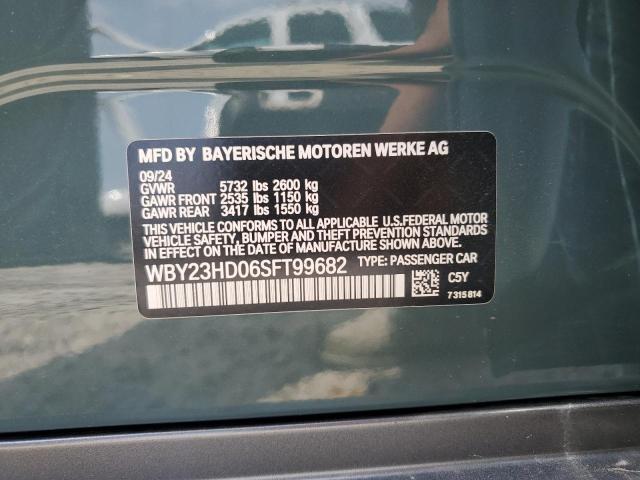 MFD BY BAYERISCHE MOTOREN WERKE AG
09/24
GVWR 5732 lbs 2600 kg
GAWR FRONT 2535 lbs 1150 kg
GAWR REAR 3417 lbs 1550 kg
THIS VEHICLE CONFORMS TO ALL APPLICABLE U.S.FEDERAL MOTOR
VEHICLE SAFETY, BUMPER AND THEFT PREVENTION STANDARDS
IN EFFECT ON THE DATE OF MANUFACTURE SHOWN ABOVE.
WBY23HD06SFT99682 TYPE: PASSENGER CAR
C5Y
7315814